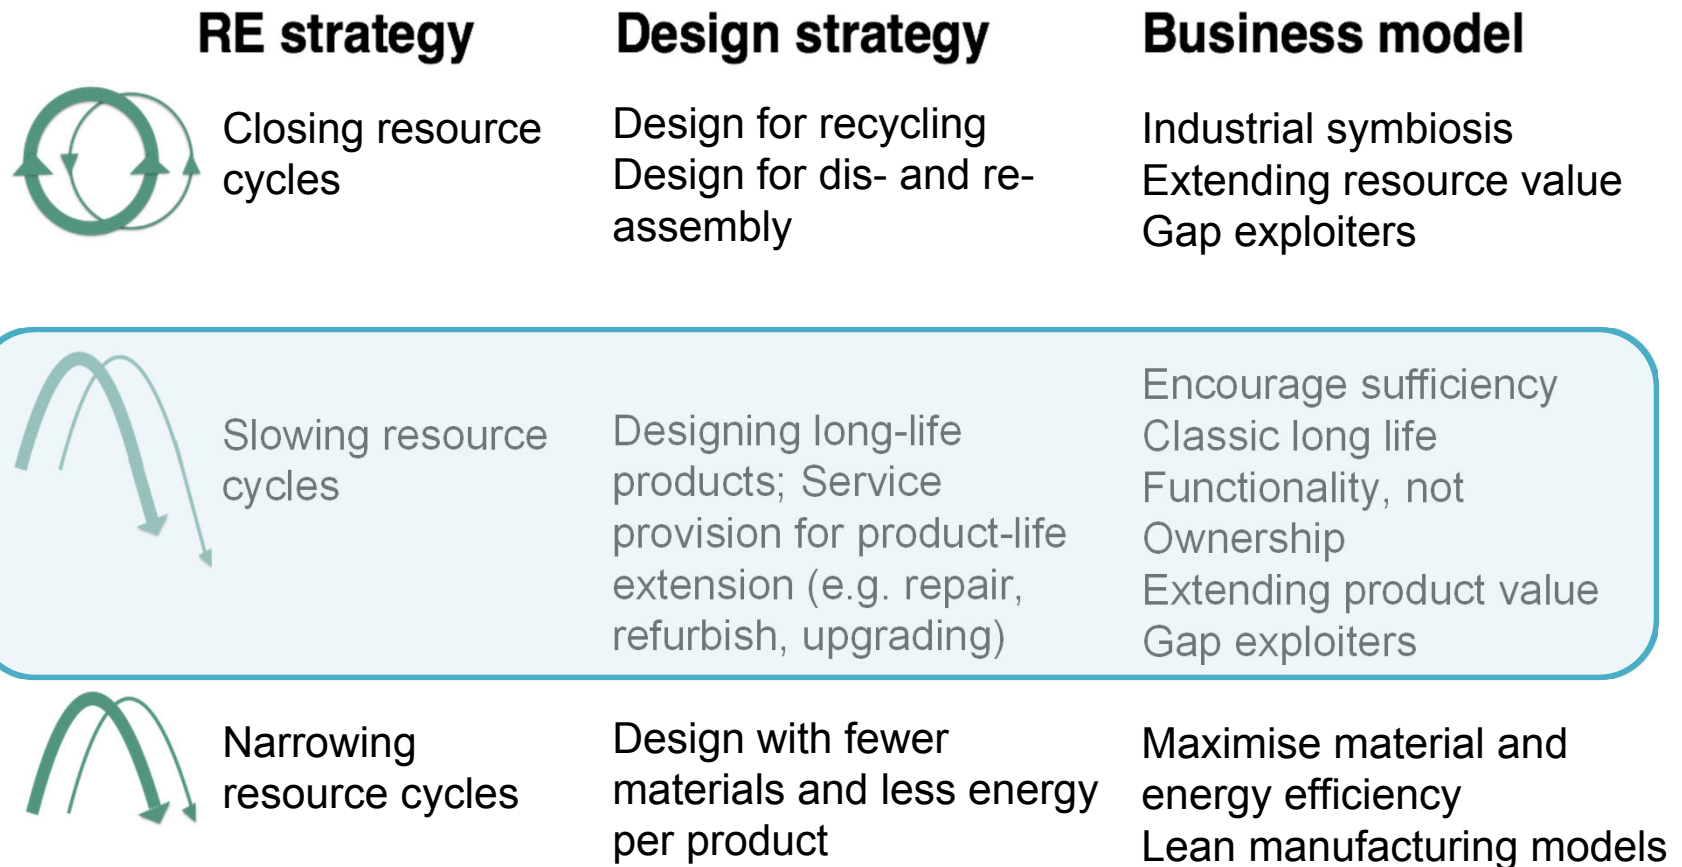 RE strategy
Design strategy
Business model
Closing resource
cycles
Design for recycling
Design for dis- and re-
assembly
Industrial symbiosis
Extending resource value
Gap exploiters
Slowing resource
cycles
Designing long-life
products; Service
provision for product-life
extension (e.g. repair,
refurbish, upgrading)
Encourage sufficiency
Classic long life
Functionality, not
Ownership
Extending product value
Gap exploiters
Narrowing
resource cycles
Design with fewer
materials and less energy
per product
Maximise material and
energy efficiency
Lean manufacturing models